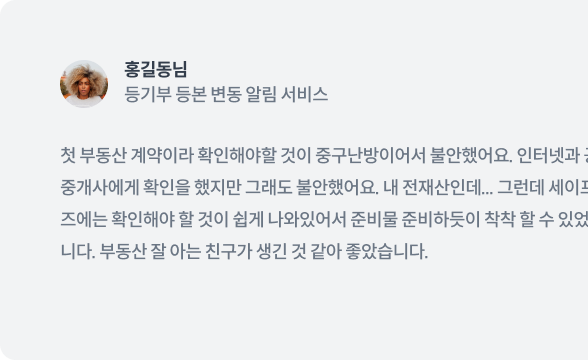 홍길동님
등기부 등본 변동 알림 서비스
첫 부동산 계약이라 확인해야할 것이 중구난방이어서 불안했어요. 인터넷과
중개사에게 확인을 했지만 그래도 불안했어요. 내 전재산인데... 그런데 세이프
즈에는 확인해야 할 것이 쉽게 나와있어서 준비물 준비하듯이 착착 할 수 있었
니다. 부동산 잘 아는 친구가 생긴 것 같아 좋았습니다.